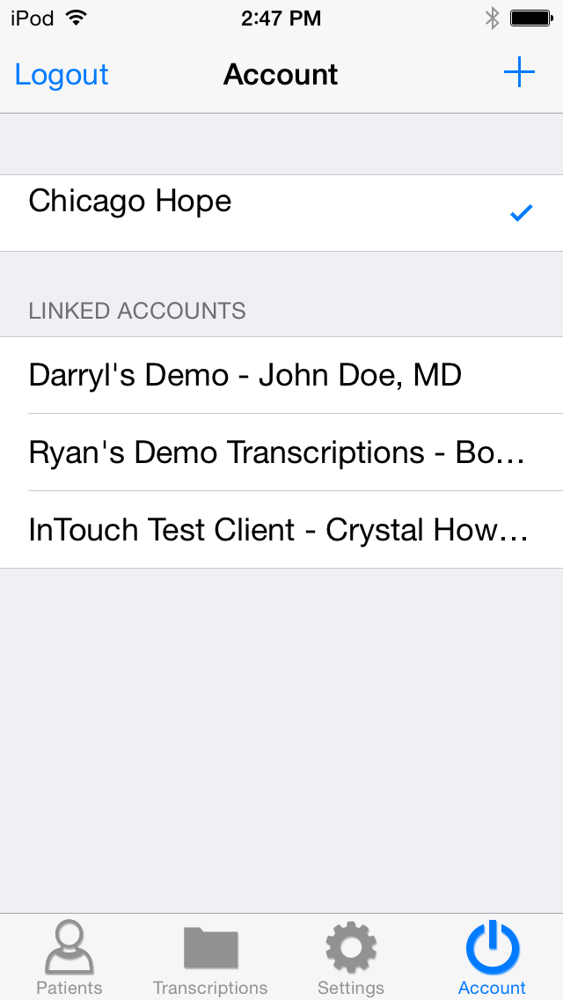 iPod 2:47 PM
Logout Account
Chicago Hope
LINKED ACCOUNTS
Darryl's Demo - John Doe, MD
Ryan's Demo Transcriptions - Bo...
InTouch Test Client - Crystal How...
Patients Transcriptions Settings Account